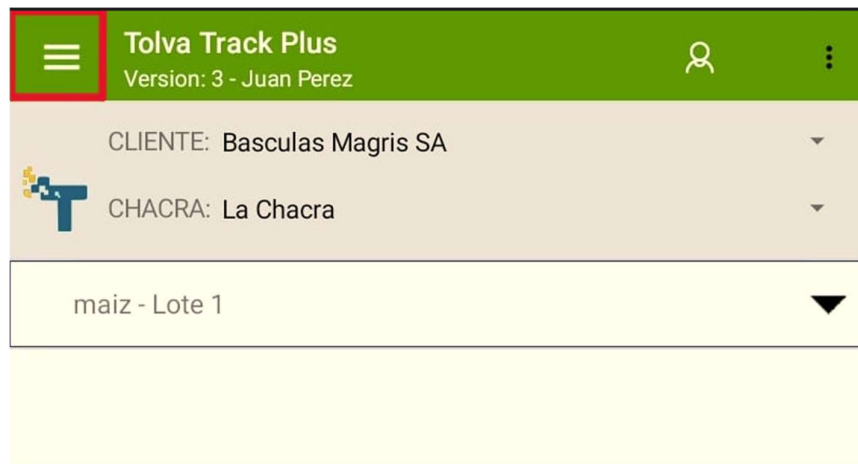 Tolva Track Plus
Version: 3 - Juan Perez
CLIENTE: Basculas Magris SA
CHACRA: La Chacra
maiz - Lote 1